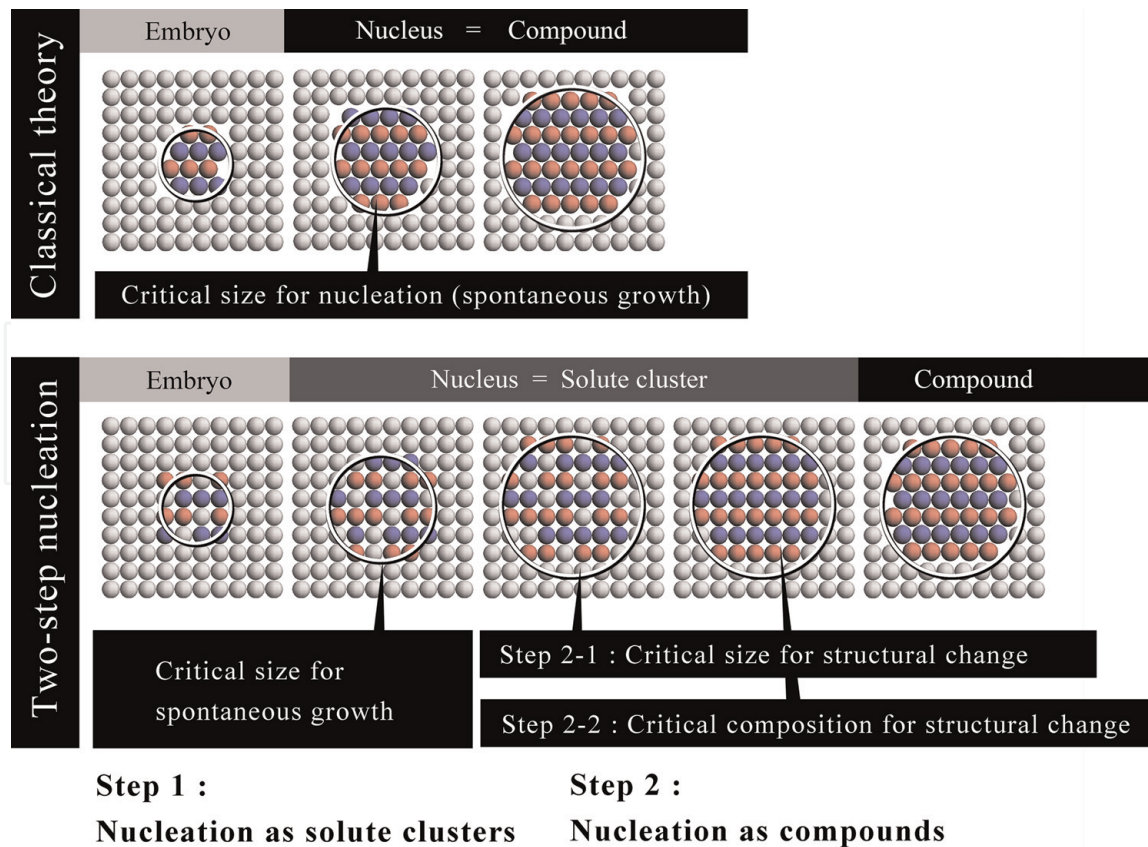 Classical theory
Embryo
Nucleus = Compound
Critical size for nucleation (spontaneous growth)
Two-step nucleation
Embryo
Nucleus = Solute cluster
Compound
Critical size for
spontaneous growth
Step 2-1 : Critical size for structural change
Step 2-2 : Critical composition for structural change
Step 1 :
Nucleation as solute clusters
Step 2 :
Nucleation as compounds